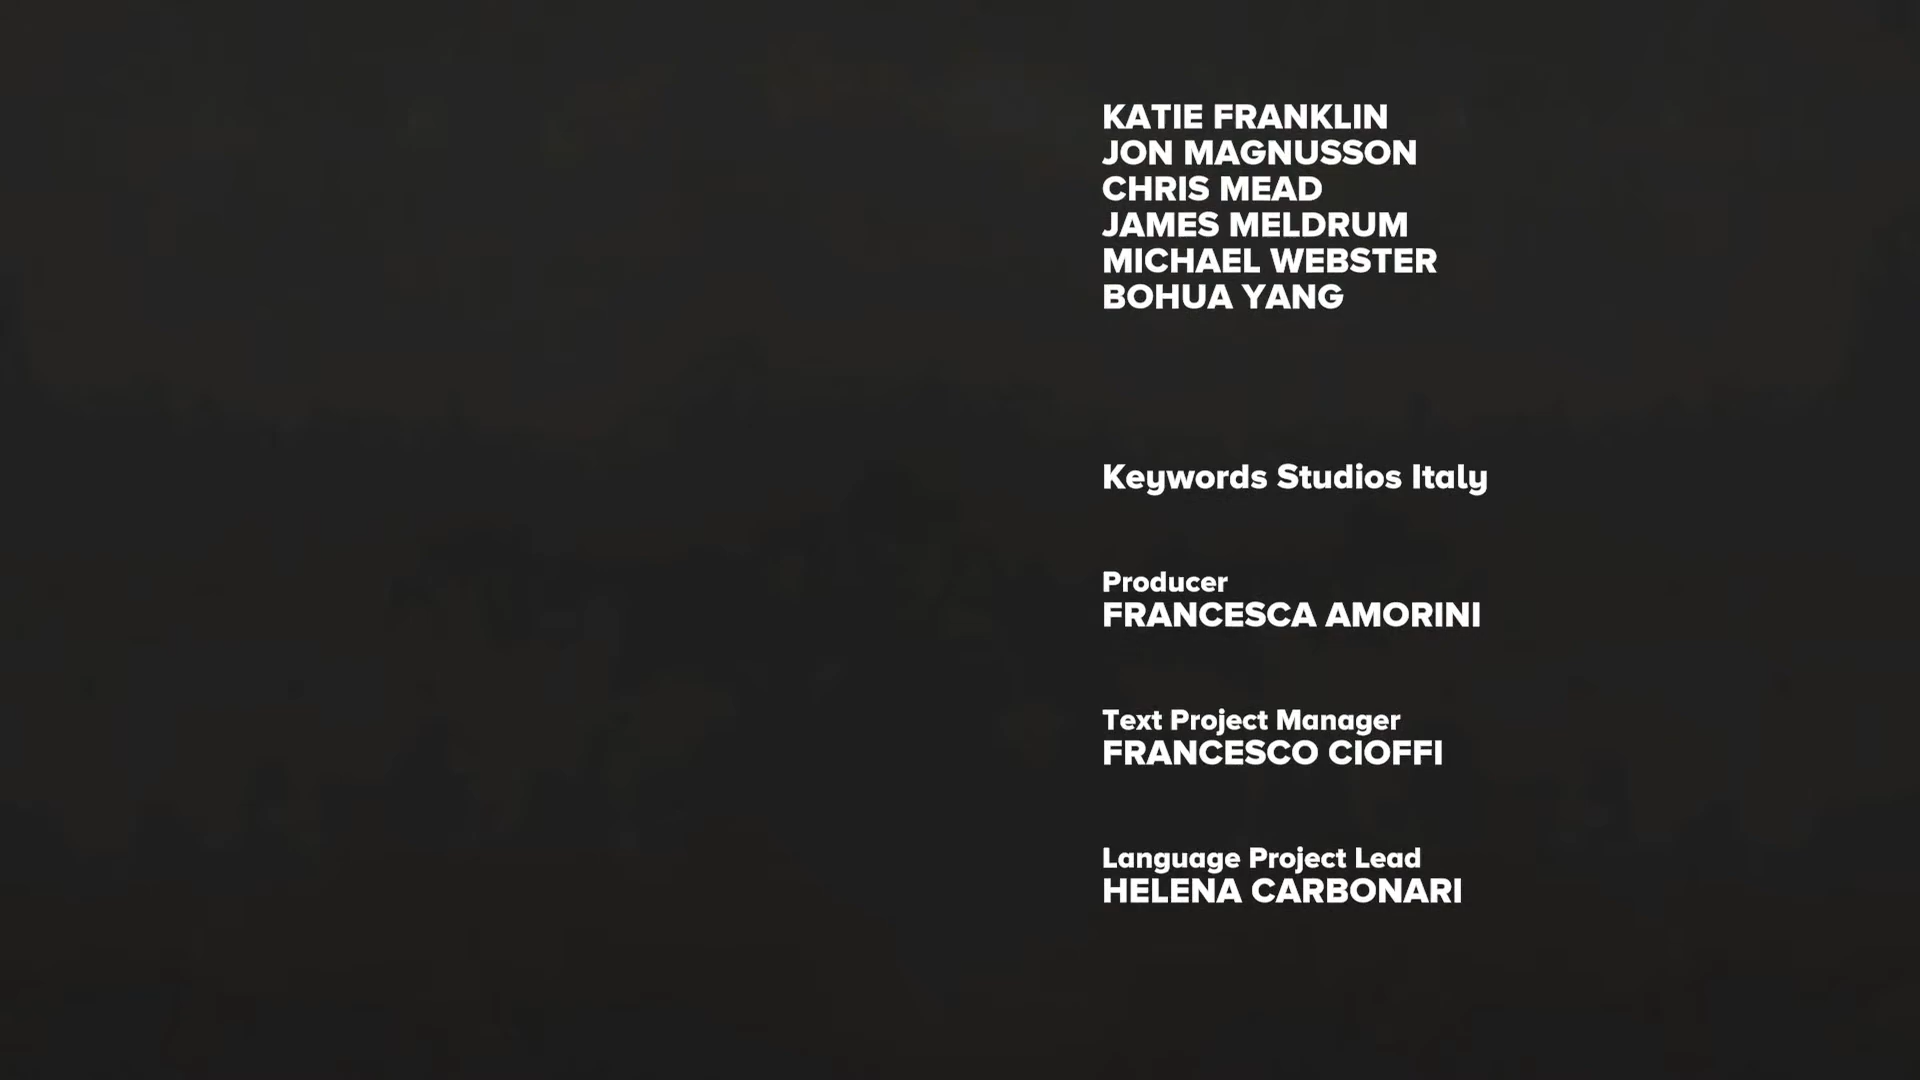 KATIE FRANKLIN
JON MAGNUSSON
CHRIS MEAD
JAMES MELDRUM
MICHAEL WEBSTER
BOHUA YANG
Keywords Studios Italy
Producer
FRANCESCA AMORINI
Text Project Manager
FRANCESCO CIOFFI
Language Project Lead
HELENA CARBONARI